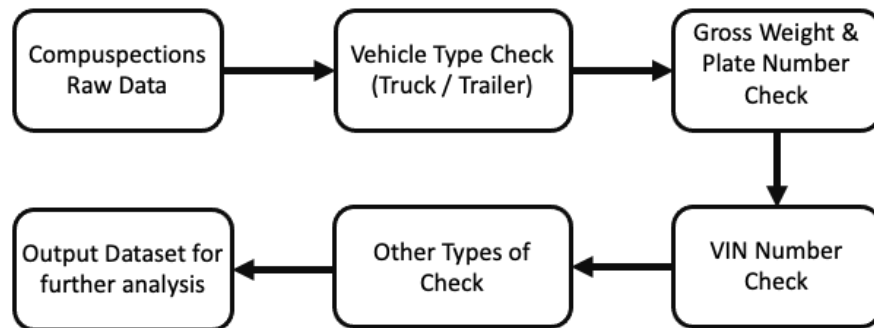 Compuspections
Raw Data
Vehicle Type Check
(Truck / Trailer)
Gross Weight &
Plate Number
Check
VIN Number
Check
Other Types of
Check
Output Dataset for
further analysis